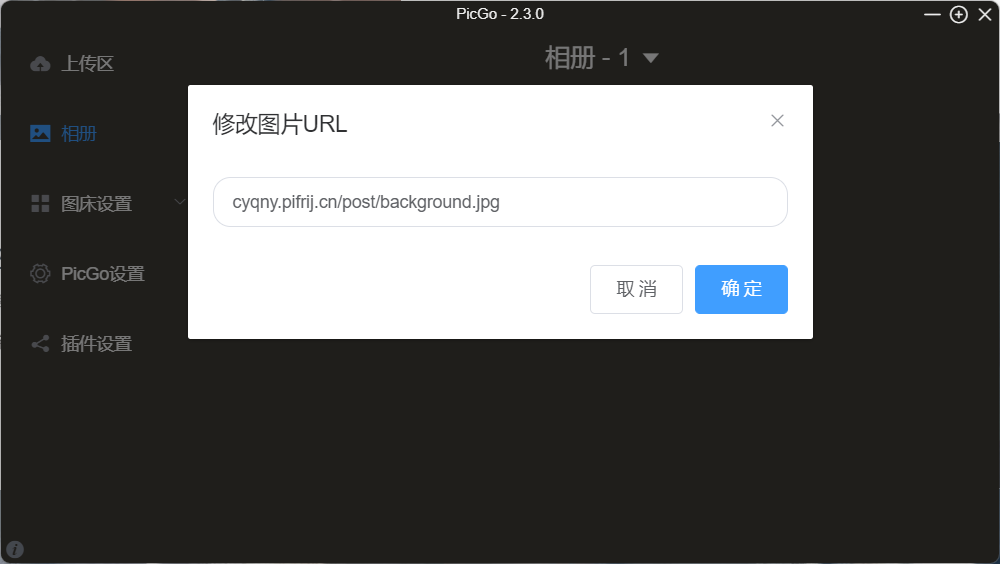 PicGo - 2.3.0
上传区
相册 - 1
相册
图床设置
PicGo设置
插件设置
修改图片URL
cyqny.pifrij.cn/post/background.jpg
取消
确定